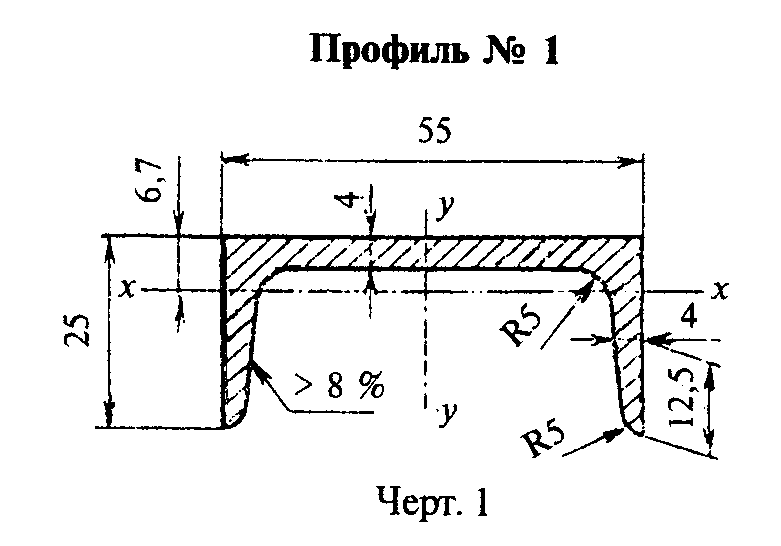 Профиль № 1
55
6,7
4
y
x
x
25
R5
4
> 8 %
y
12,5
R5
Черт. 1